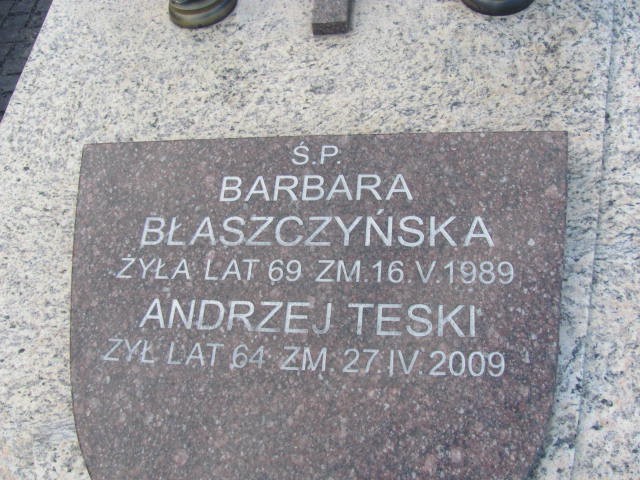 Ś.P.
BARBARA
BŁASZCZYŃSKA
ŻYŁA LAT 69 ZM.16.V.1989
ANDRZEJ TESKI
ŻYŁ LAT 64 ZM. 27 IV.2009